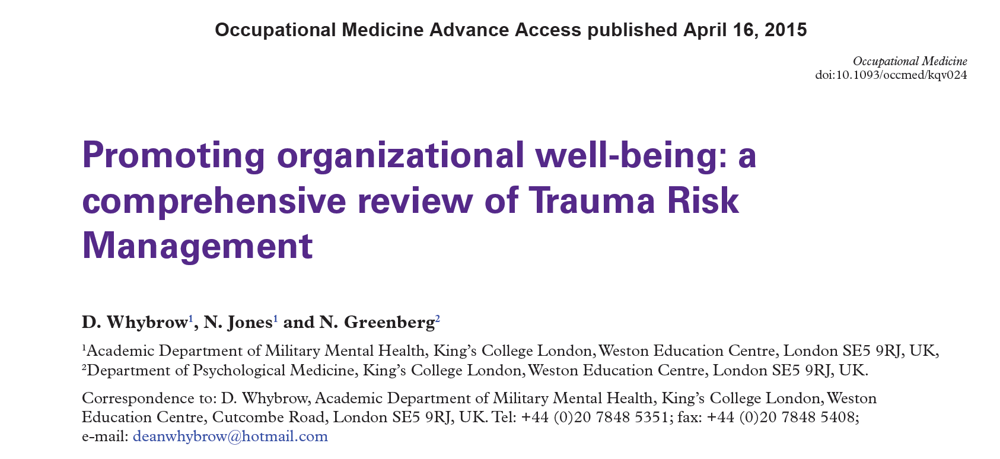 Occupational Medicine Advance Access published April 16, 2015
Occupational Medicine
doi:10.1093/occmed/kqv024
Promoting organizational well-being: a
comprehensive review of Trauma Risk
Management
D. Whybrow1, N. Jones1 and N. Greenberg2
1Academic Department of Military Mental Health, King’s College London, Weston Education Centre, London SE5 9RJ, UK,
2Department of Psychological Medicine, King’s College London, Weston Education Centre, London SE5 9RJ, UK.
Correspondence to: D. Whybrow, Academic Department of Military Mental Health, King’s College London, Weston
Education Centre, Cutcombe Road, London SE5 9RJ, UK. Tel: +44 (0)20 7848 5351; fax: +44 (0)20 7848 5408;
e-mail: deanwhybrow@hotmail.com